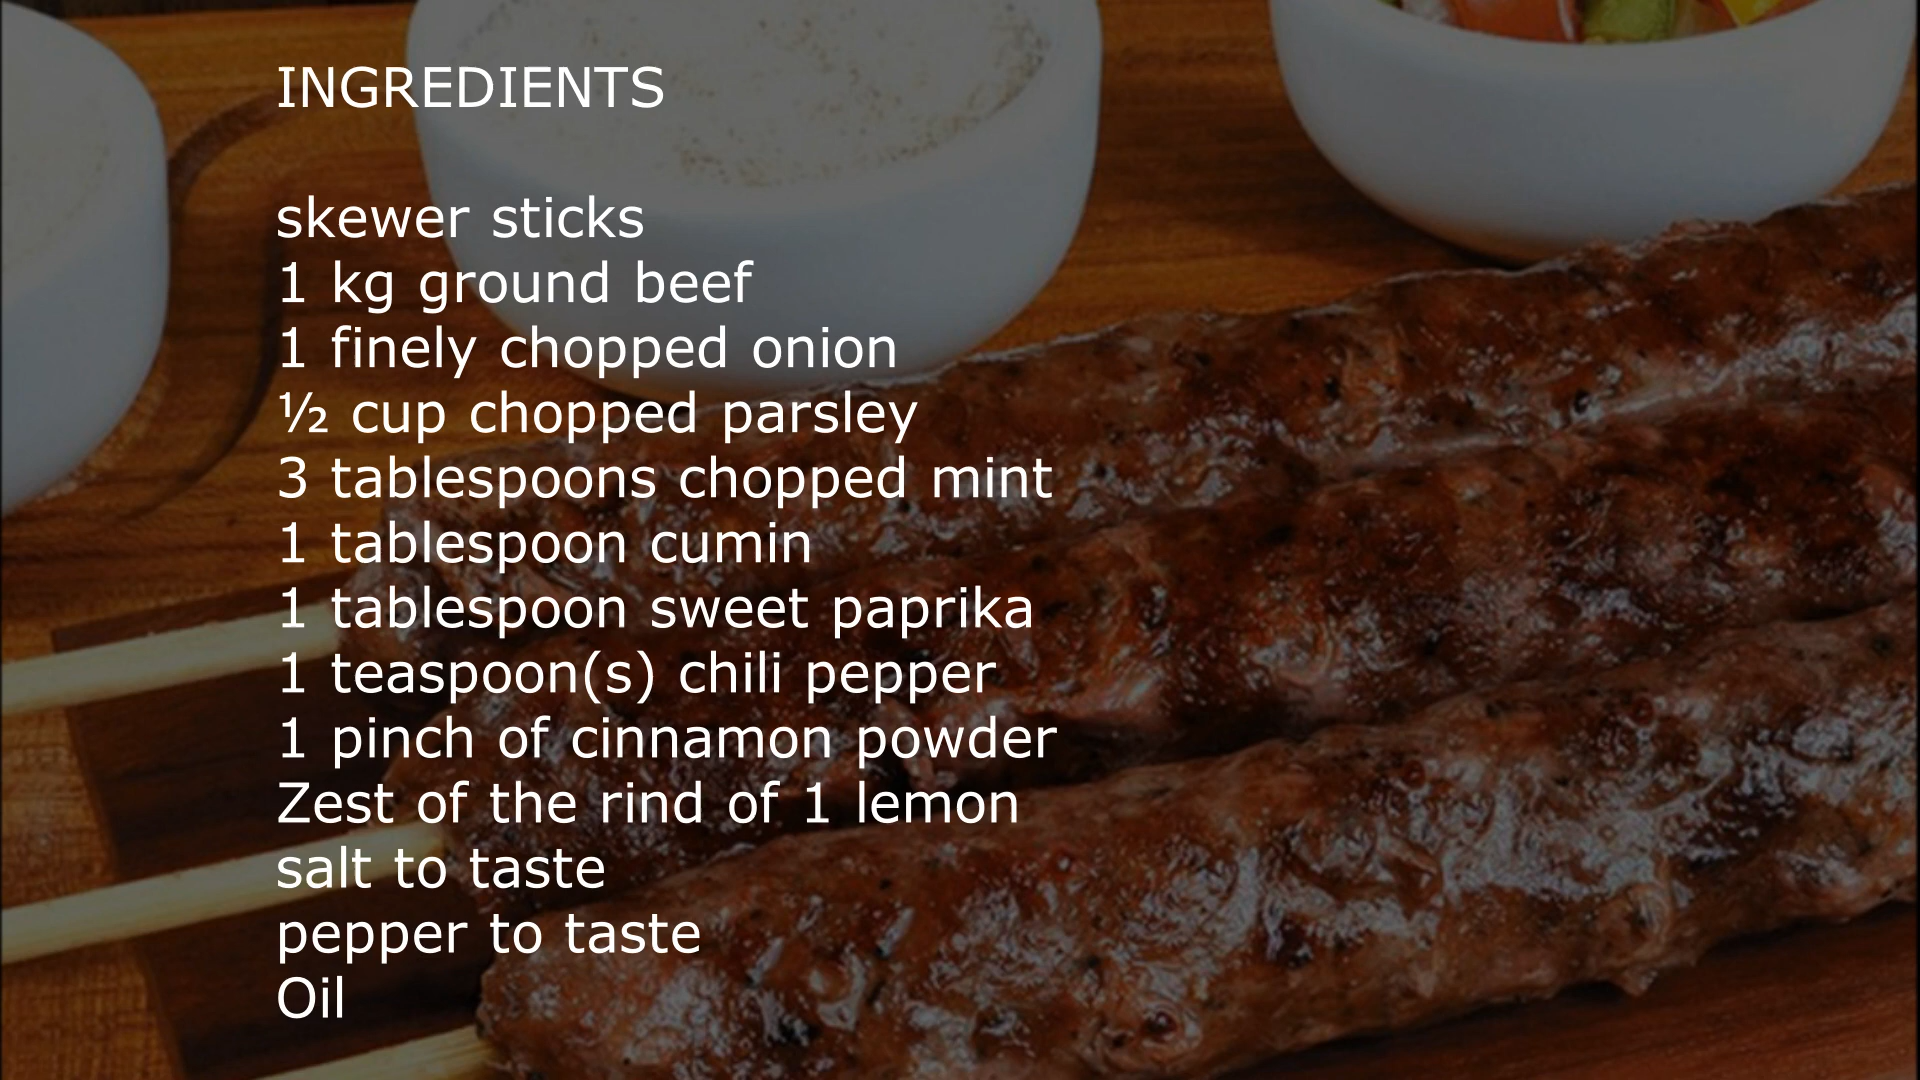 INGREDIENTS
skewer sticks
1 kg ground beef
1 finely chopped onion
½ cup chopped parsley
3 tablespoons chopped mint
1 tablespoon cumin
1 tablespoon sweet paprika
1 teaspoon(s) chili pepper
1 pinch of cinnamon powder
Zest of the rind of 1 lemon
salt to taste
pepper to taste
Oil